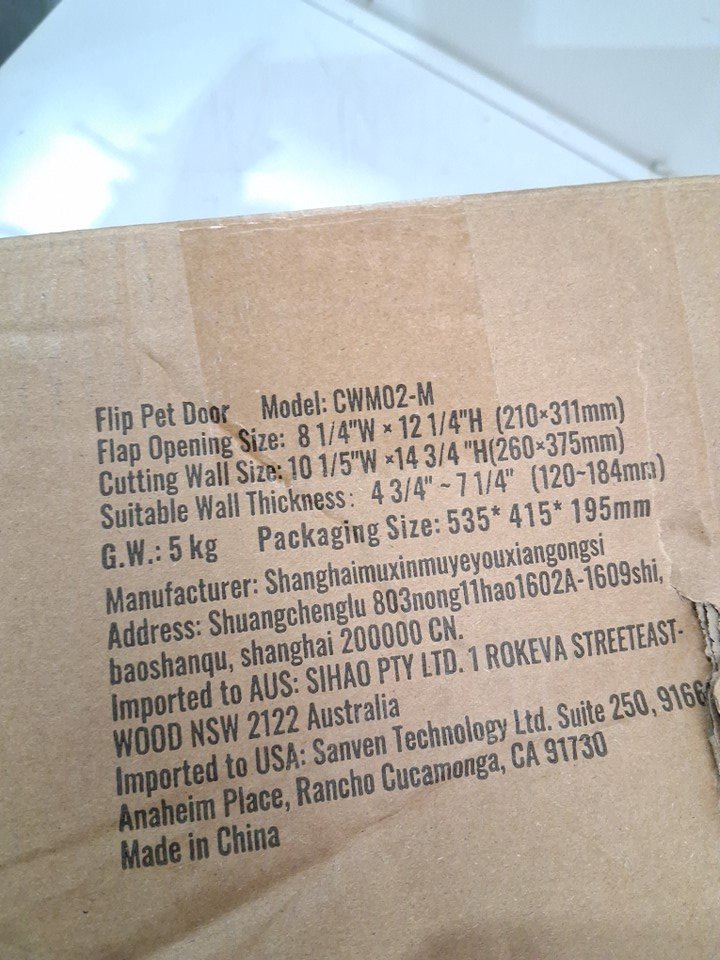 Flip Pet Door Model: CWM02-M
Flap Opening Size: 8 1/4"W × 12 1/4"H (210×311mm)
Cutting Wall Size: 10 1/5"W ×14 3/4 "H(260×375mm)
Suitable Wall Thickness: 4 3/4" ~ 7 1/4" (120~184mm)
G.W.: 5 kg Packaging Size: 535* 415* 195mm
Manufacturer: Shanghaimuxinmuyeyouxiangongsi
Address: Shuangchenglu 803nong11hao1602A-1609shi,
baoshanqu, shanghai 200000 CN.
Imported to AUS: SIHAO PTY LTD. 1 ROKEVA STREETEAST-
WOOD NSW 2122 Australia
Imported to USA: Sanven Technology Ltd. Suite 250, 9166
Anaheim Place, Rancho Cucamonga, CA 91730
Made in China